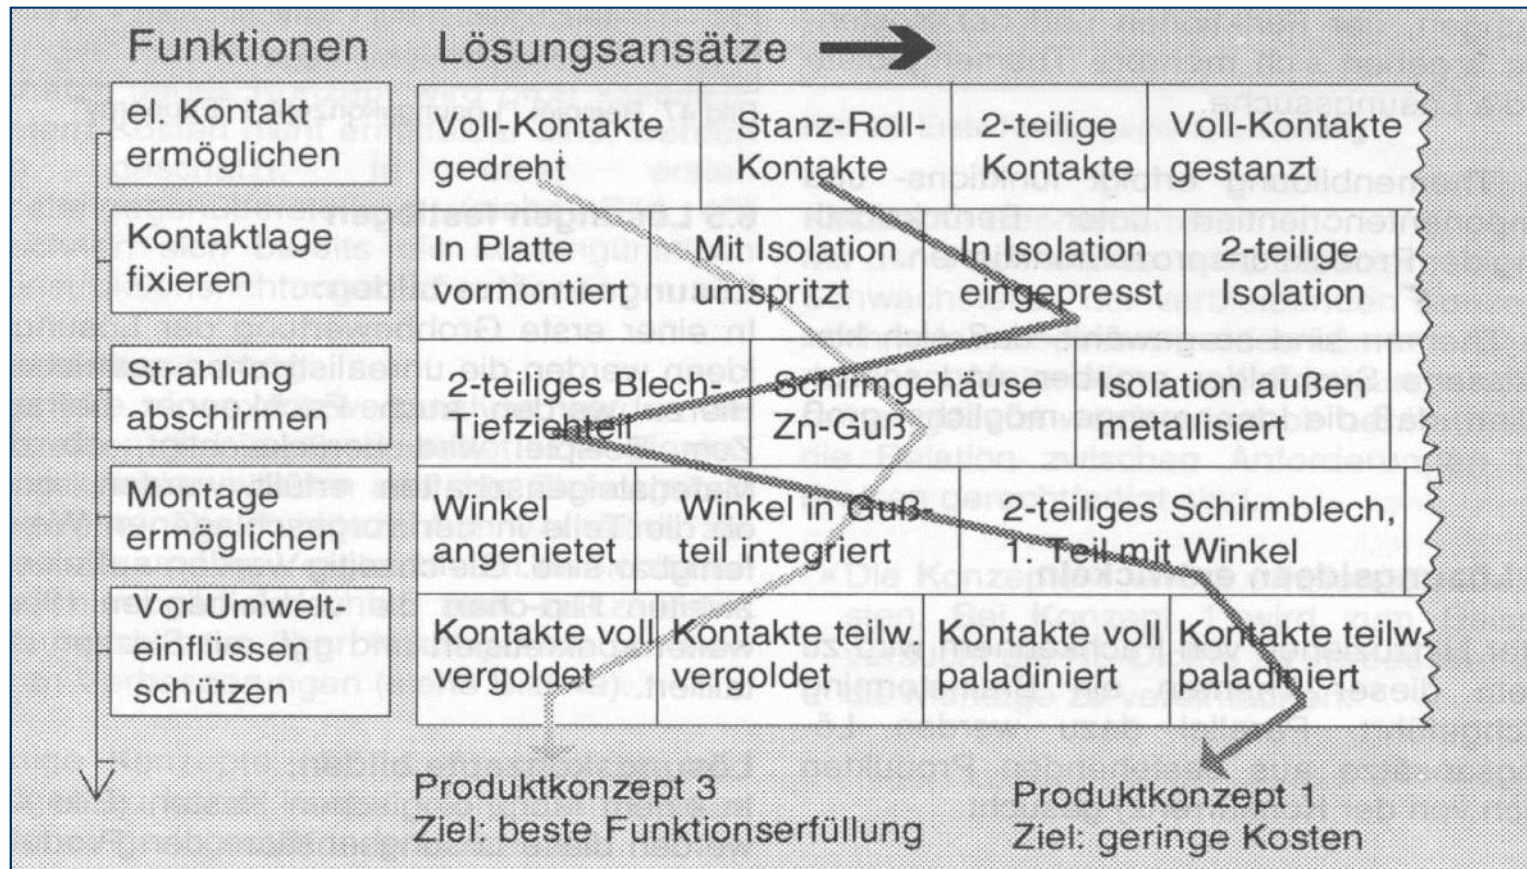 Funktionen
Lösungsansätze
el. Kontakt
ermöglichen
Voll-Kontakte
gedreht
Stanz-Roll-
Kontakte
2-teilige
Kontakte
Voll-Kontakte
gestanzt
Kontaktlage
fixieren
In Platte
vormontiert
Mit Isolation
umspritzt
In Isolation
eingepresst
2-teilige
Isolation
Strahlung
abschirmen
2-teiliges Blech-
Tiefziehteil
Schirmgehäuse
Zn-Guß
Isolation außen
metallisiert
Montage
ermöglichen
Winkel
angenietet
Winkel in Guß-
teil integriert
2-teiliges Schirmblech,
1. Teil mit Winkel
Vor Umwelt-
einflüssen
schützen
Kontakte voll
vergoldet
Kontakte teilw.
vergoldet
Kontakte voll
paladiniert
Kontakte teilw.
paladiniert
Produktkonzept 3
Ziel: beste Funktionserfüllung
Produktkonzept 1
Ziel: geringe Kosten